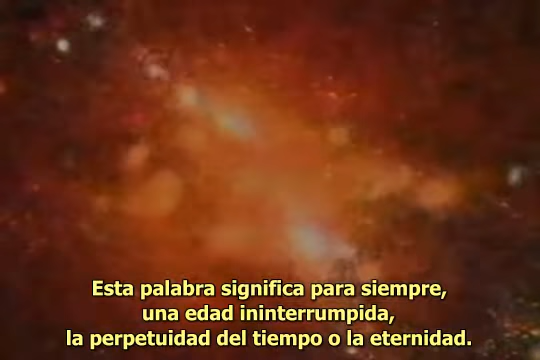 Esta palabra significa para siempre,
una edad ininterrumpida,
la perpetuidad del tiempo o la eternidad.